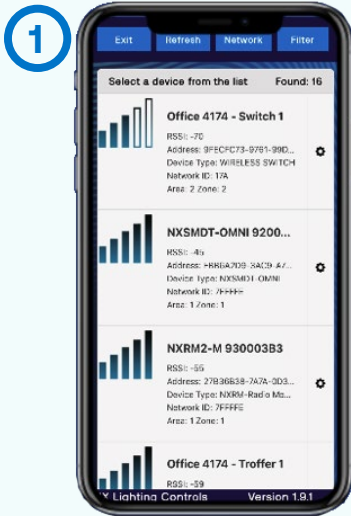 1
Exit Refresh Network Filter
Select a device from the list Found: 16
Office 4174 - Switch 1
RSSI: -70
Address: 9FECFC73-9761-99D...
Device Type: WIRELESS SWITCH
Network ID: 17A
Area: 2 Zone: 2
NXSMDT-OMNI 9200...
RSSI: -45
Device Type: NXSMDT-OMNI
Network ID: 7FFFFE
Area: 1 Zone: 1
NXRM2-M 930003B3
RSSI: -55
Address: 27B36B38-7A7A-0D3...
Device Type: NXRM-Radio Mo...
Network ID: 7FFFFE
Area: 1 Zone: 1
Office 4174 - Troffer 1
RSSI: -59
Lighting Controls Version 1.9.1